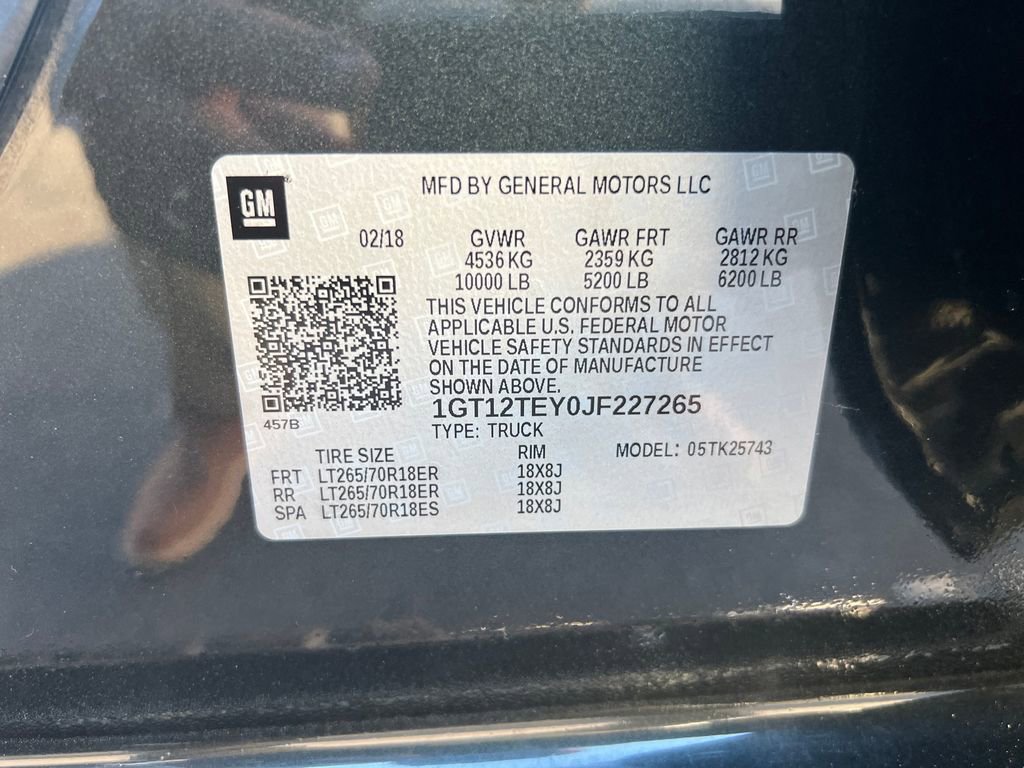 GM
MFD BY GENERAL MOTORS LLC
02/18 GVWR GAWR FRT GAWR RR
4536 KG 2359 KG 2812 KG
10000 LB 5200 LB 6200 LB
THIS VEHICLE CONFORMS TO ALL
APPLICABLE U.S. FEDERAL MOTOR
VEHICLE SAFETY STANDARDS IN EFFECT
ON THE DATE OF MANUFACTURE
SHOWN ABOVE.
1GT12TEY0JF227265
457B
TYPE: TRUCK
TIRE SIZE RIM MODEL: 05TK25743
FRT LT265/70R18ER 18X8J
RR LT265/70R18ER 18X8J
SPA LT265/70R18ES 18X8J